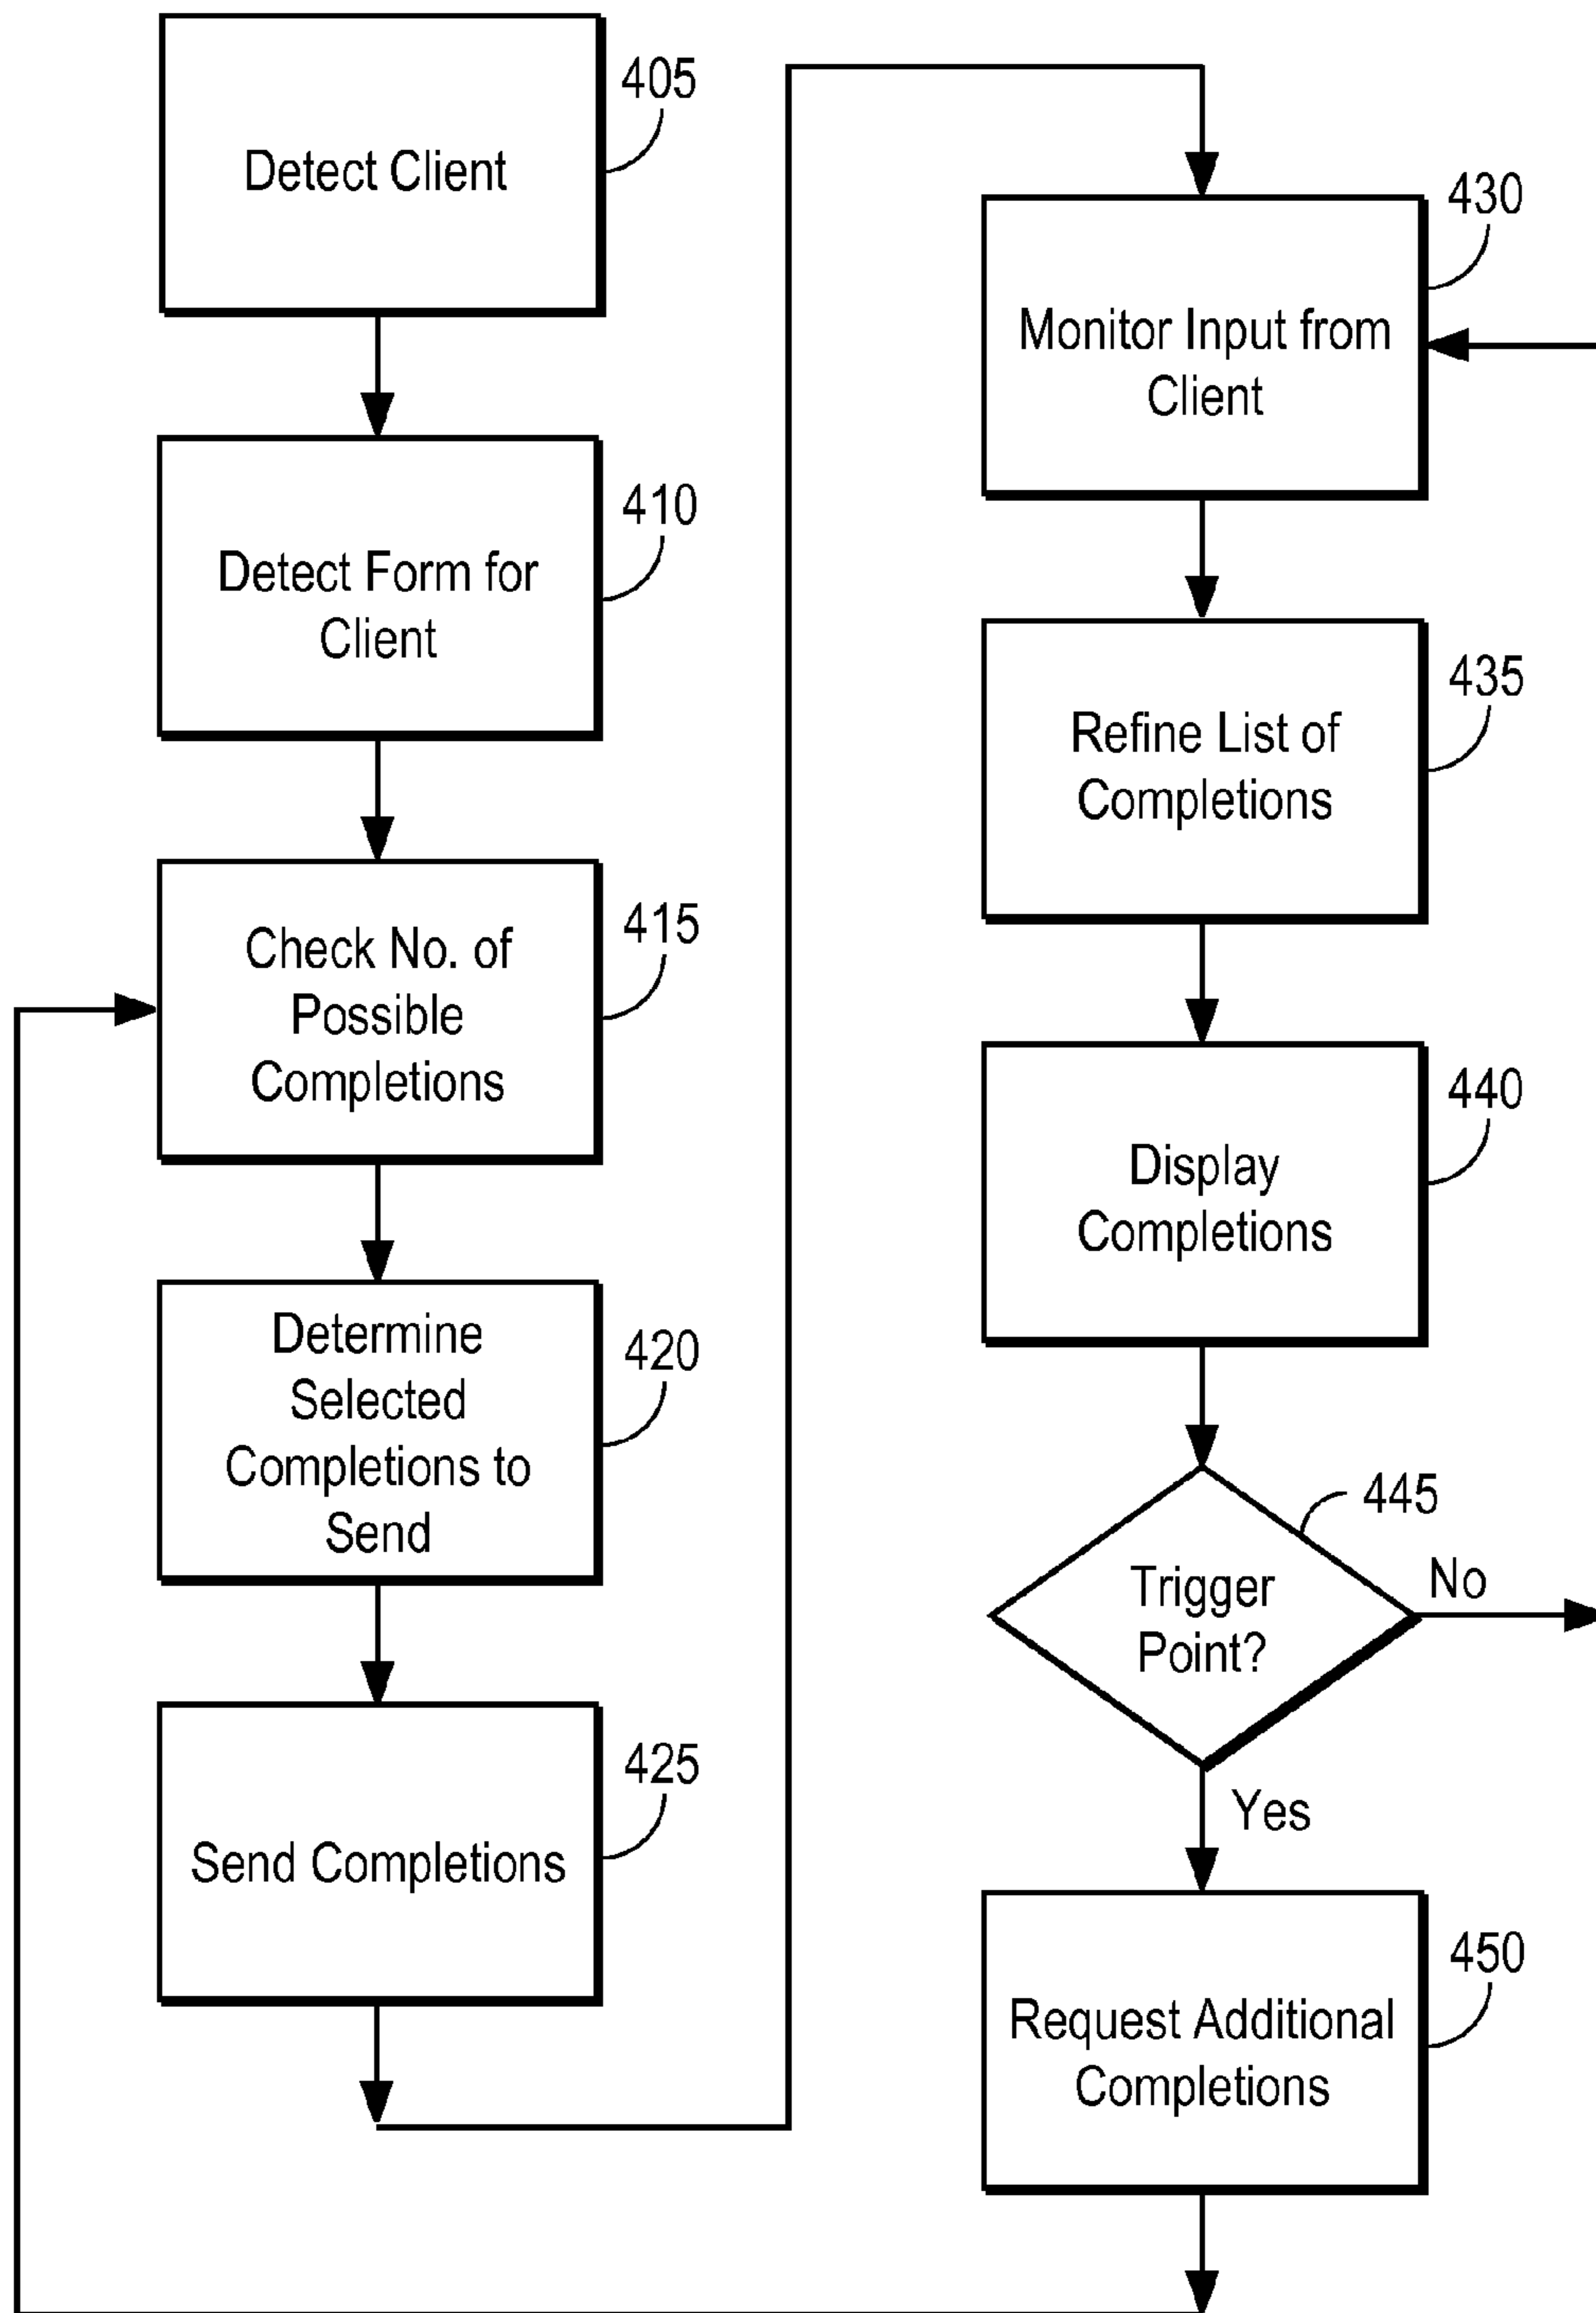 405
Detect Client
410
Detect Form for
Client
415
Check No. of
Possible
Completions
420
Determine
Selected
Completions to
Send
425
Send Completions
430
Monitor Input from
Client
435
Refine List of
Completions
440
Display
Completions
445
Trigger
Point?
No
Yes
450
Request Additional
Completions